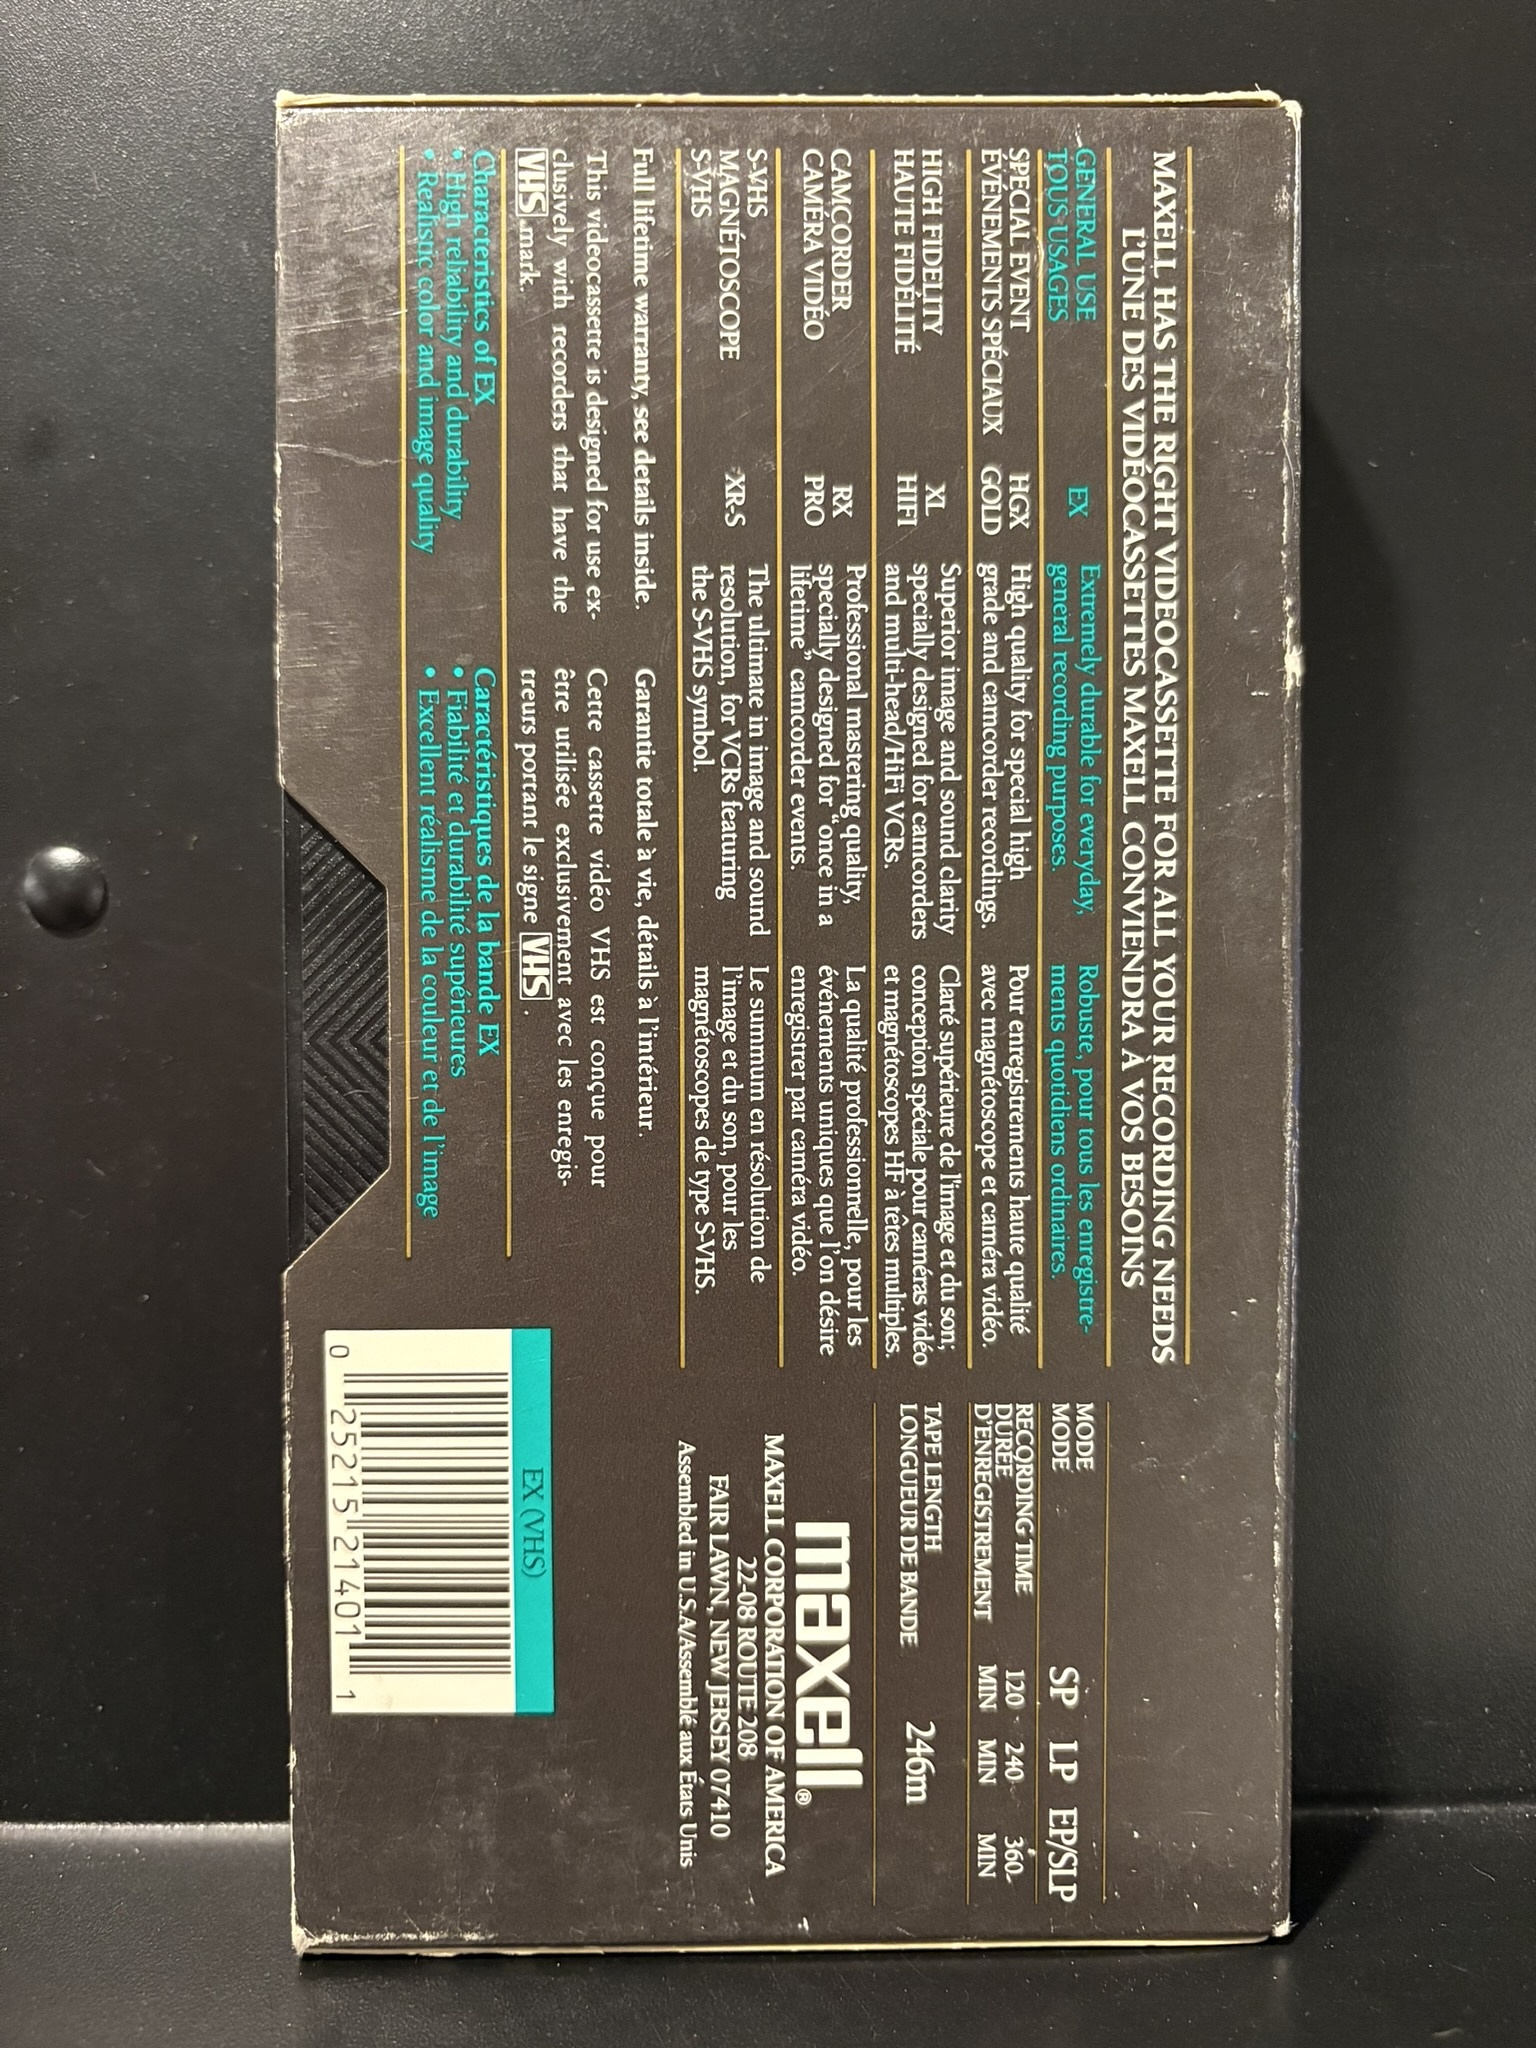 MAXELL HAS THE RIGHT VIDEOCASSETTE FOR ALL YOUR RECORDING NEEDS
L'UNE DES VIDÉOCASSETTES MAXELL CONVIENDRA À VOS BESOINS
GENERAL USE
TOUS USAGES
EX
Extremely durable for everyday,
general recording purposes.
Robuste, pour tous les enregistre-
ments quotidiens ordinaires.
SPECIAL EVENT
ÉVÉNEMENTS SPÉCIAUX
HGX
GOLD
High quality for special high
grade and camcorder recordings.
Pour enregistrements haute qualité
avec magnétoscope et caméra vidéo.
HIGH FIDELITY
HAUTE FIDÉLITÉ
XL
HIFI
Superior image and sound clarity
specially designed for camcorders
and multi-head/HiFi VCRs.
Clarté supérieure de l'image et du son;
conception spéciale pour caméras vidéo
et magnétoscopes HF à têtes multiples.
CAMCORDER
CAMÉRA VIDÉO
RX
PRO
Professional mastering quality,
specially designed for "once in a
lifetime" camcorder events.
La qualité professionnelle, pour les
événements uniques que l'on désire
enregistrer par caméra vidéo.
S-VHS
MAGNÉTOSCOPE
S-VHS
XR-S
The ultimate in image and sound
resolution, for VCRs featuring
the S-VHS symbol.
Le summum en résolution de
l'image et du son, pour les
magnétoscopes de type S-VHS.
Full lifetime warranty, see details inside.
This videocassette is designed for use ex-
clusively with recorders that have the
VHS mark.
Garantie totale à vie, détails à l'intérieur.
Cette cassette vidéo VHS est conçue pour
être utilisée exclusivement avec les enregis-
treurs portant le signe VHS.
Characteristics of EX
• High reliability and durability
• Realistic color and image quality
Caractéristiques de la bande EX
• Fiabilité et durabilité supérieures
• Excellent réalisme de la couleur et de l'image
MODE
MODE
SP LP EP/SLP
RECORDING TIME
DURÉE
D'ENREGISTREMENT
120 240 360
MIN MIN MIN
TAPE LENGTH
LONGUEUR DE BANDE
246m
maxell®
MAXELL CORPORATION OF AMERICA
22-08 ROUTE 208
FAIR LAWN, NEW JERSEY 07410
Assembled in U.S.A/Assemblé aux États Unis
EX (VHS)
0 25215 21401 1